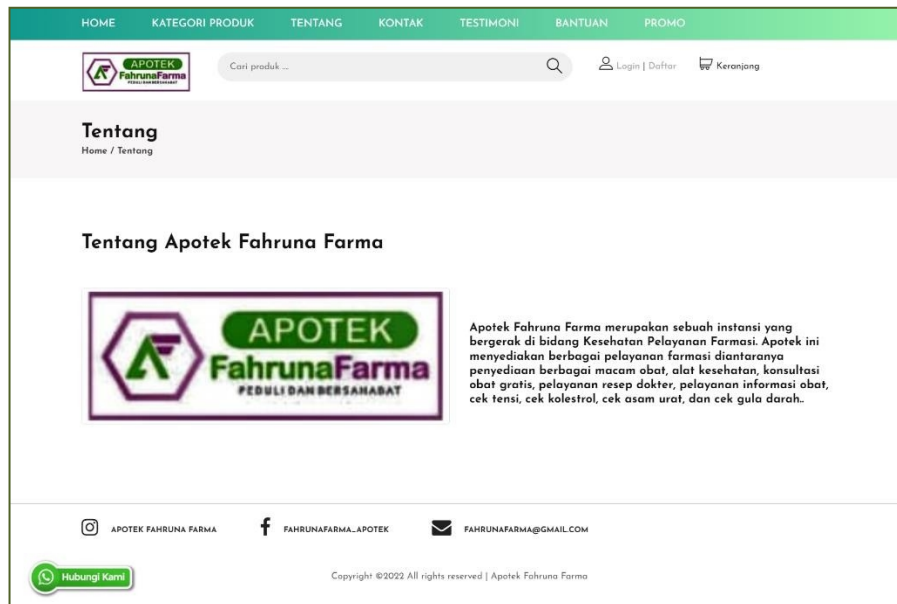 HOME KATEGORI PRODUK TENTANG KONTAK TESTIMONI BANTUAN PROMO
APOTEK
FahrunaFarma
PEDULI DAN BERSAHABAT
Cari produk ...
Login | Daftar
Keranjang
Tentang
Home / Tentang
Tentang Apotek Fahruna Farma
APOTEK
FahrunaFarma
PEDULI DAN BERSAHABAT
Apotek Fahruna Farma merupakan sebuah instansi yang
bergerak di bidang Kesehatan Pelayanan Farmasi. Apotek ini
menyediakan berbagai pelayanan farmasi diantaranya
penyediaan berbagai macam obat, alat kesehatan, konsultasi
obat gratis, pelayanan resep dokter, pelayanan informasi obat,
cek tensi, cek kolestrol, cek asam urat, dan cek gula darah..
APOTEK FAHRUNA FARMA
FAHRUNAFARMA_APOTEK
FAHRUNAFARMA@GMAIL.COM
Hubungi Kami
Copyright ©2022 All rights reserved | Apotek Fahruna Farma